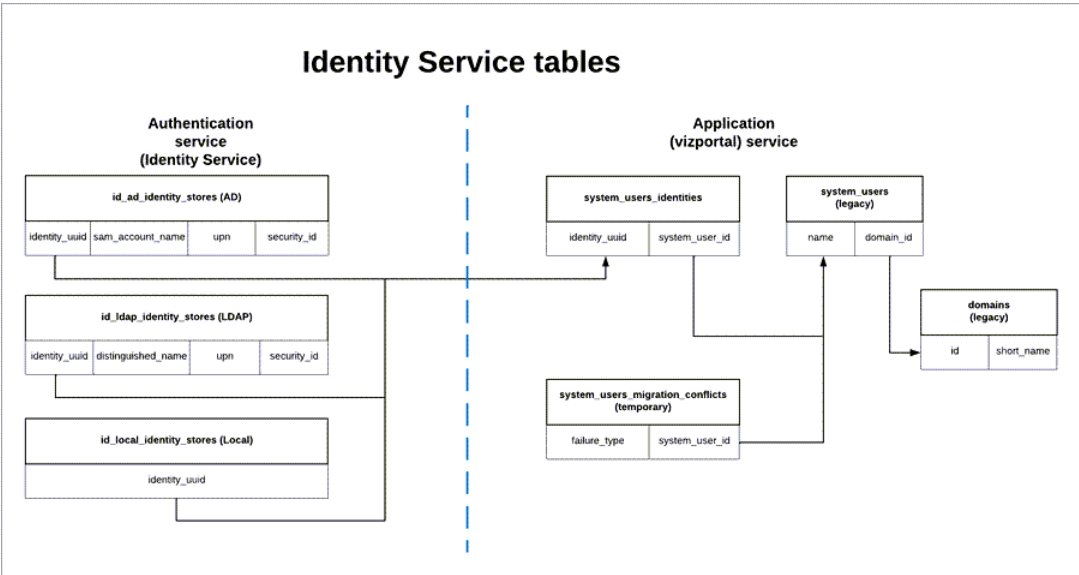 Identity Service tables
Authentication
service
(Identity Service)
id_ad_identity_stores (AD)
identity_uuid sam_account_name upn security_id
id_ldap_identity_stores (LDAP)
identity_uuid distinguished_name upn security_id
id_local_identity_stores (Local)
identity_uuid
Application
(vizportal) service
system_users_identities
identity_uuid system_user_id
system_users
(legacy)
name domain_id
domains
(legacy)
id short_name
system_users_migration_conflicts
(temporary)
failure_type system_user_id